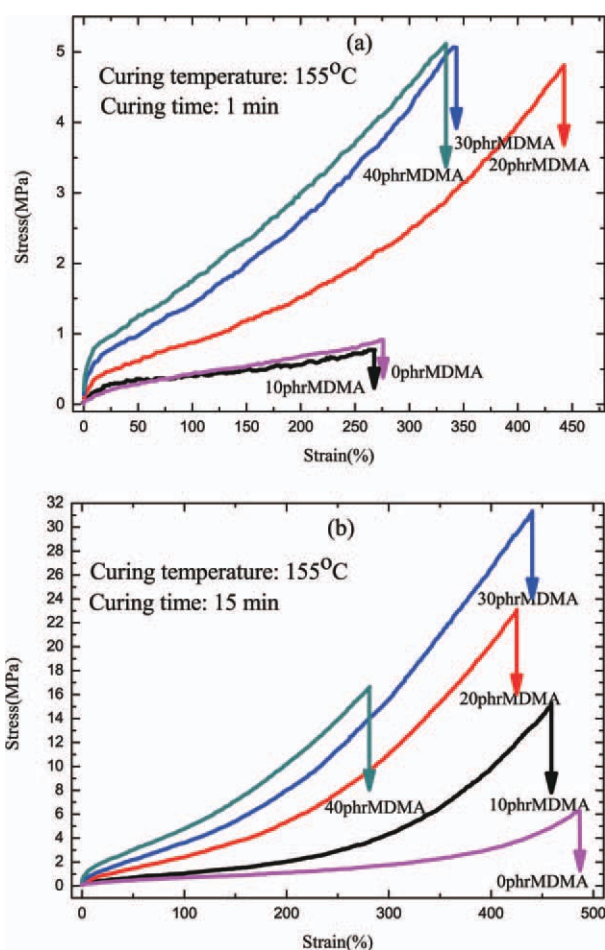 (a)
Curing temperature: 155°C
Curing time: 1 min
5
4
3
2
1
0
Stress(MPa)
30phrMDMA
20phrMDMA
40phrMDMA
0phrMDMA
10phrMDMA
0 50 100 150 200 250 300 350 400 450
Strain(%)
(b)
Curing temperature: 155°C
Curing time: 15 min
32
30
28
26
24
22
20
18
16
14
12
10
8
6
4
2
0
Stress(MPa)
30phrMDMA
20phrMDMA
40phrMDMA
10phrMDMA
0phrMDMA
0 100 200 300 400 500
Strain(%)